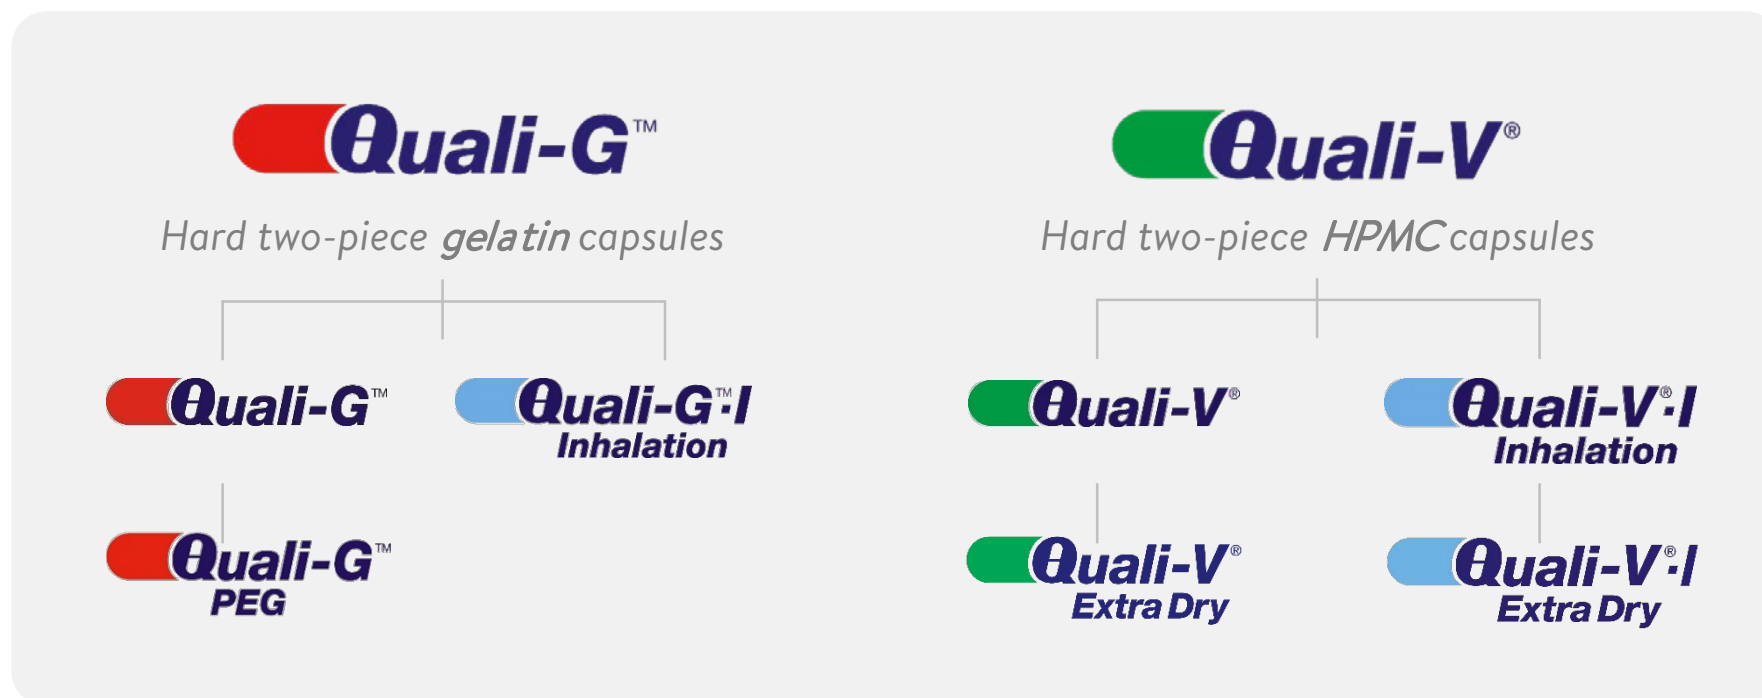 Quali-G™
Hard two-piece gelatin capsules
Quali-G™
Quali-G™·I
Inhalation
Quali-G™
PEG
Quali-V®
Hard two-piece HPMC capsules
Quali-V®
Quali-V®·I
Inhalation
Quali-V®
Extra Dry
Quali-V®·I
Extra Dry